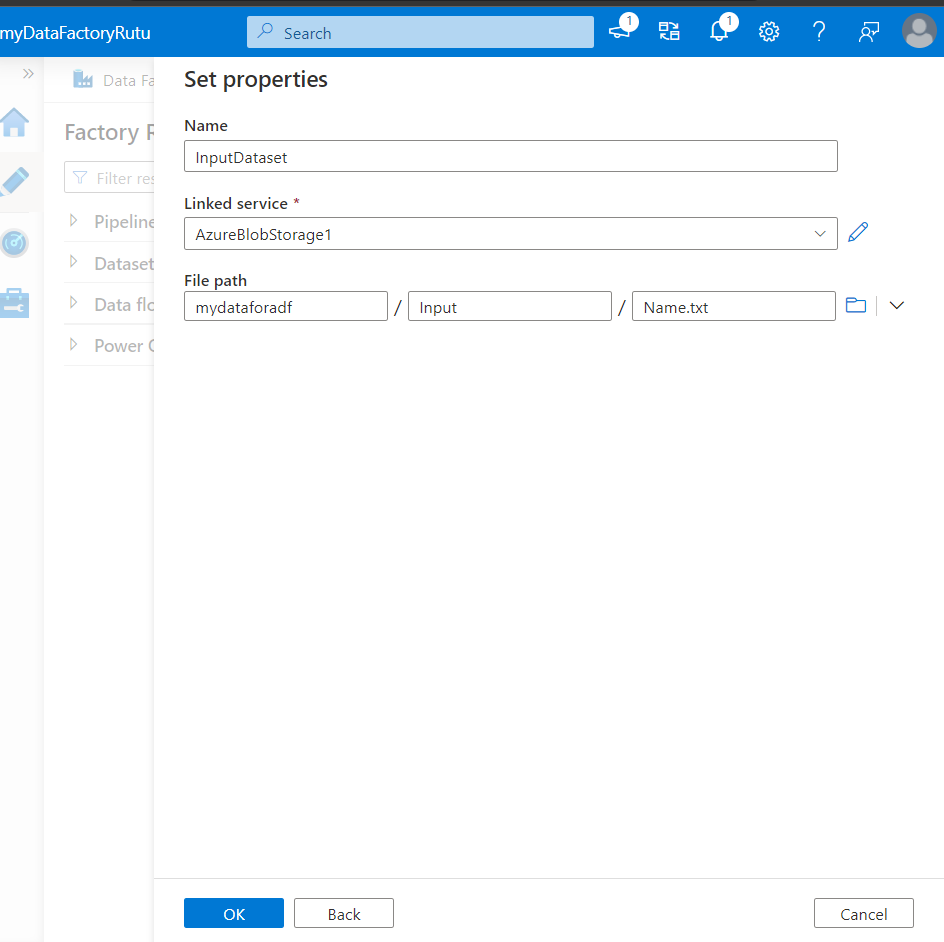 myDataFactoryRutu
Search
1
1
Data Fa
Factory R
Filter res
Pipeline
Dataset
Data flo
Power Q
Set properties
Name
InputDataset
Linked service *
AzureBlobStorage1
File path
mydataforadf / Input / Name.txt
OK
Back
Cancel